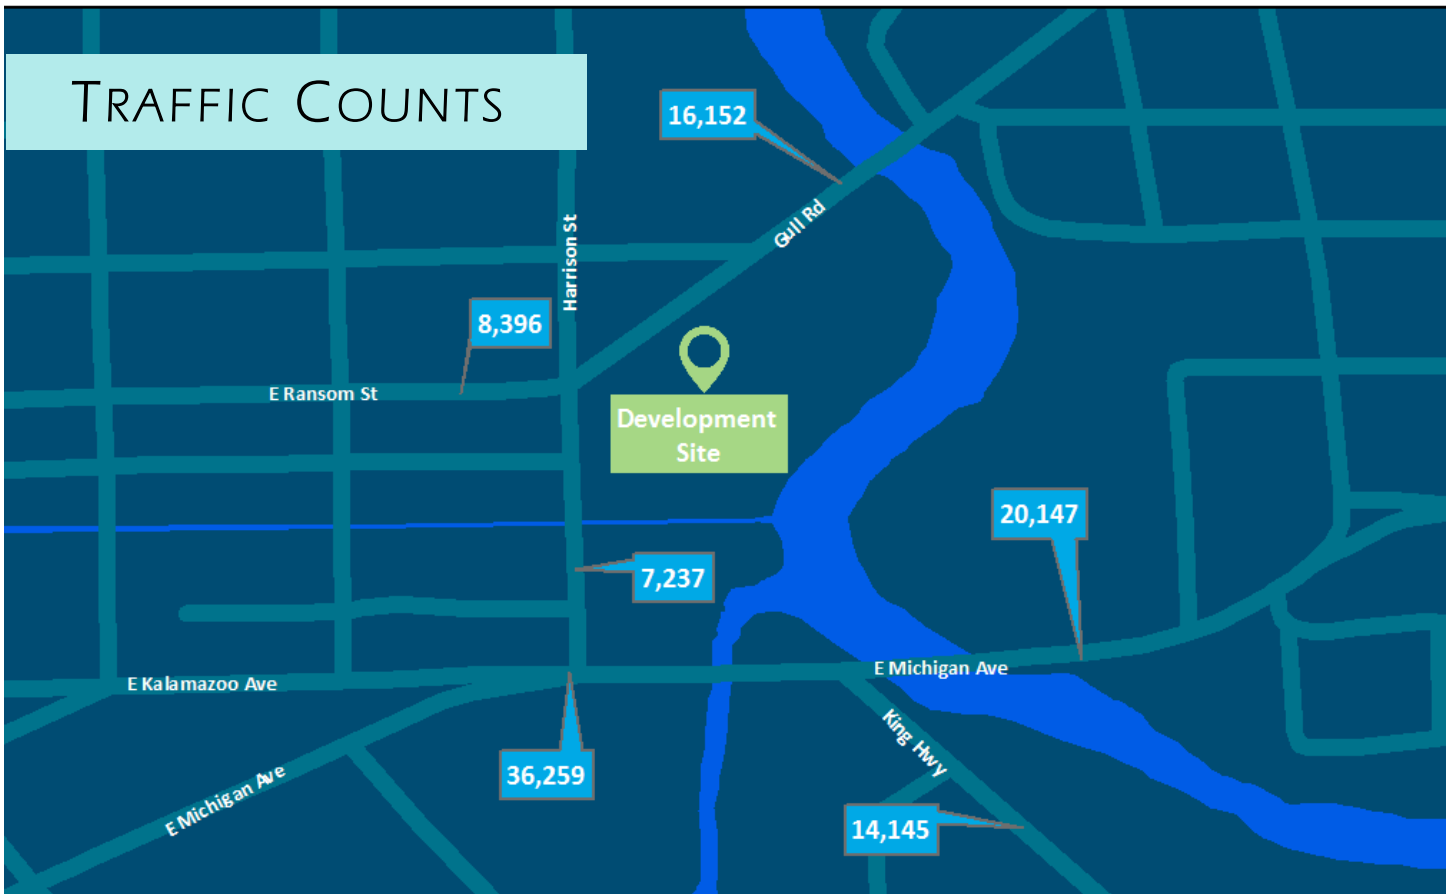 TRAFFIC COUNTS
16,152
Gull Rd
Harrison St
8,396
E Ransom St
Development
Site
20,147
7,237
E Michigan Ave
E Kalamazoo Ave
King Hwy
36,259
E Michigan Ave
14,145